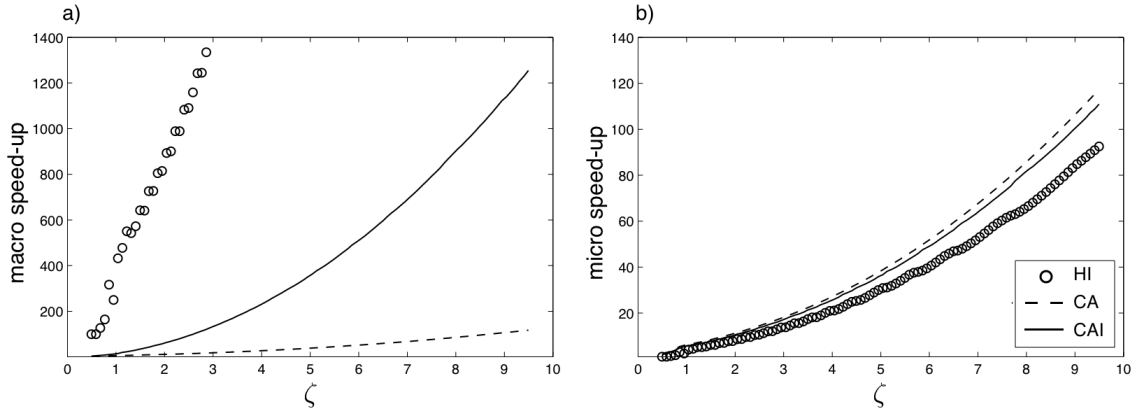 a)
1400
1200
1000
800
600
400
200
macro speed-up
0 1 2 3 4 5 6 7 8 9 10
ζ
b)
140
120
100
80
60
40
20
micro speed-up
0 1 2 3 4 5 6 7 8 9 10
ζ
HI
CA
CAI